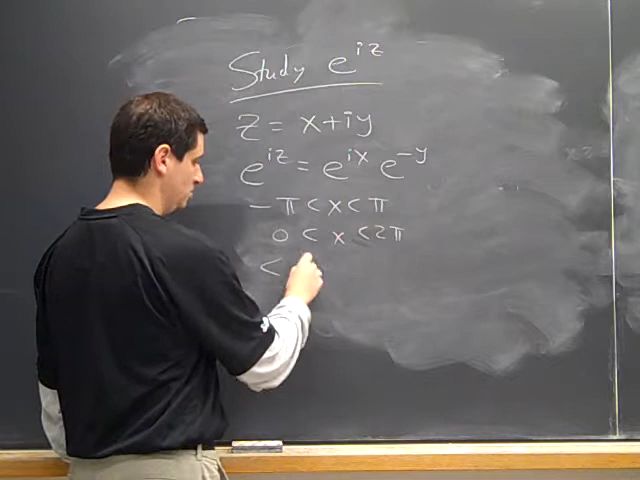 Study e^{iz}
z = x+iy
e^{iz} = e^{ix} e^{-y}
-π < x < π
0 < x < 2π
<